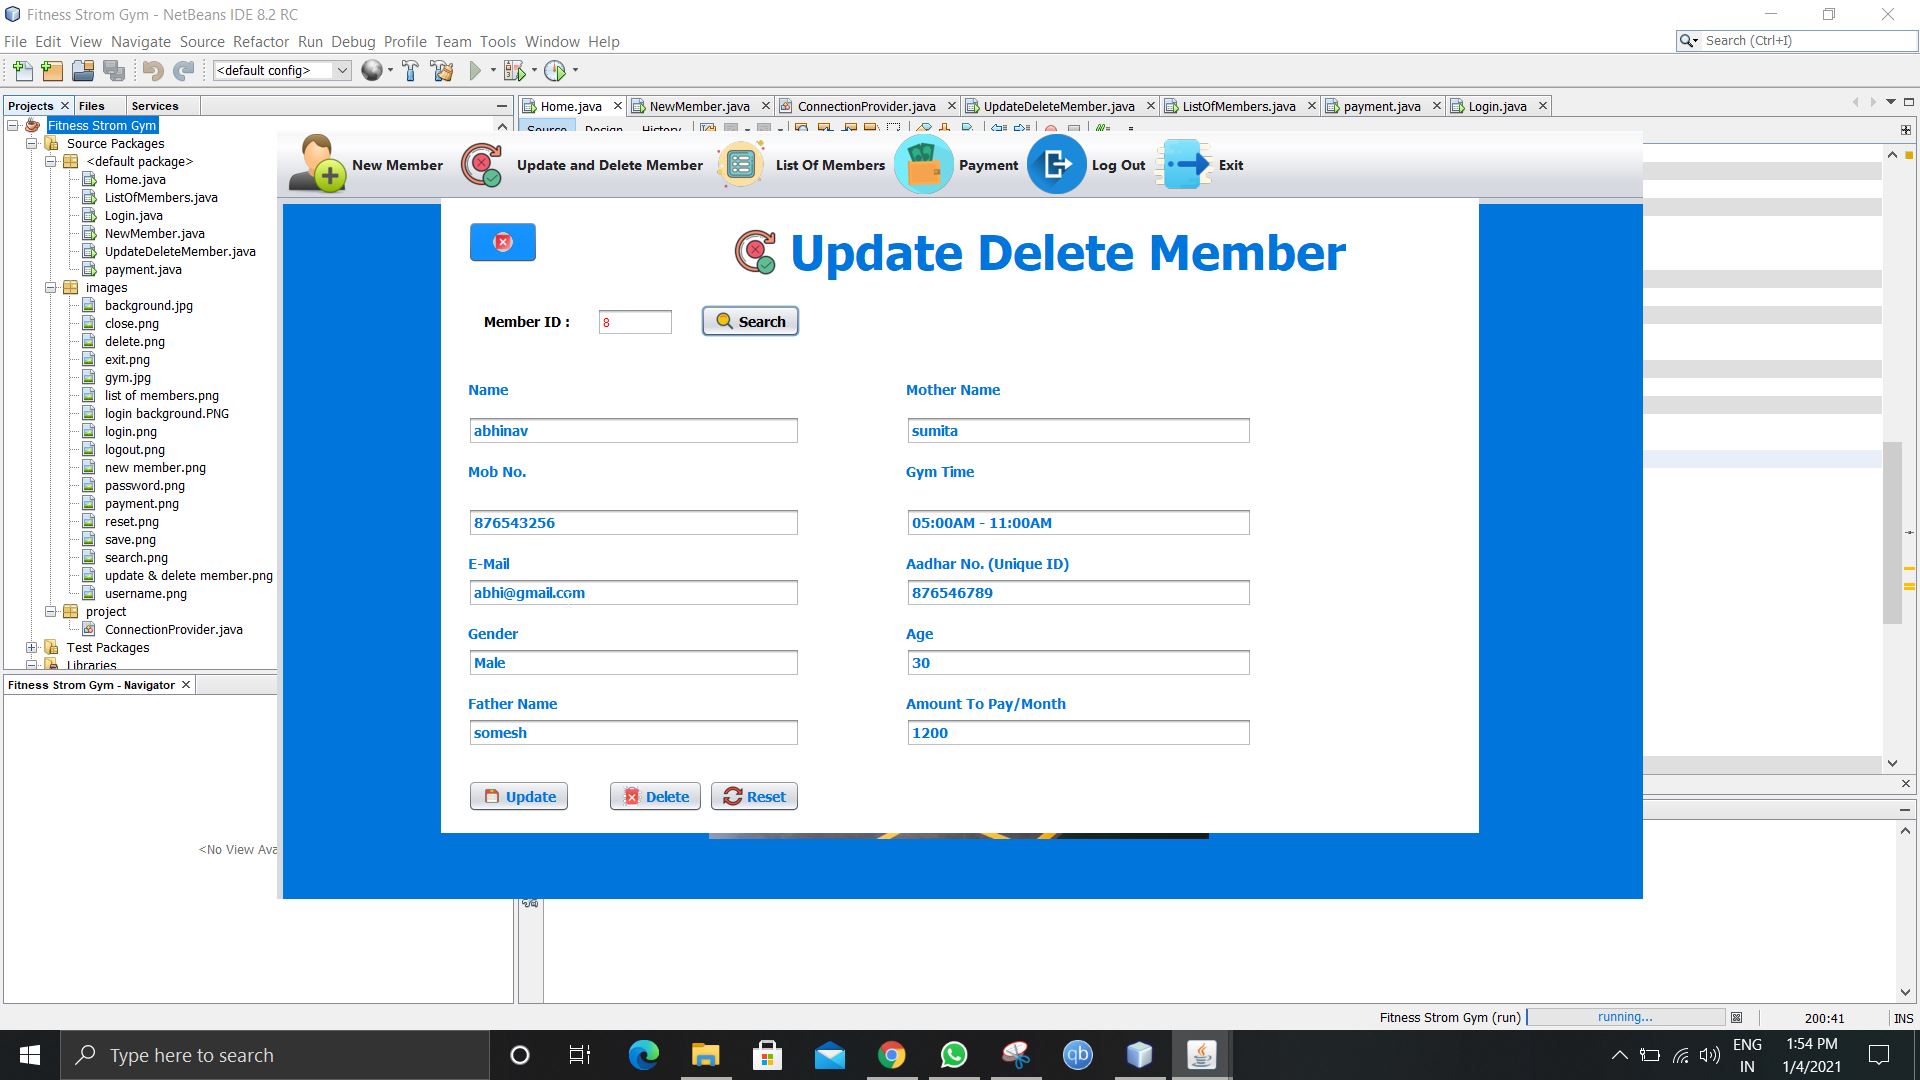 Fitness Strom Gym - NetBeans IDE 8.2 RC
File Edit View Navigate Source Refactor Run Debug Profile Team Tools Window Help
Search (Ctrl+I)
<default config>
Projects Files Services
Home.java NewMember.java ConnectionProvider.java UpdateDeleteMember.java ListOfMembers.java payment.java Login.java
Source Design History
Fitness Strom Gym
Source Packages
<default package>
Home.java
ListOfMembers.java
Login.java
NewMember.java
UpdateDeleteMember.java
payment.java
images
background.jpg
close.png
delete.png
exit.png
gym.jpg
list of members.png
login background.PNG
login.png
logout.png
new member.png
password.png
payment.png
reset.png
save.png
search.png
update & delete member.png
username.png
project
ConnectionProvider.java
Test Packages
Libraries
Fitness Strom Gym - Navigator
<No View Ava
New Member Update and Delete Member List Of Members Payment Log Out Exit
Update Delete Member
Member ID : 8 Search
Name Mother Name
abhinav sumita
Mob No. Gym Time
876543256 05:00AM - 11:00AM
E-Mail Aadhar No. (Unique ID)
abhi@gmail.com 876546789
Gender Age
Male 30
Father Name Amount To Pay/Month
somesh 1200
Update Delete Reset
Fitness Strom Gym (run) running... 200:41 INS
Type here to search
qb
ENG
IN
1:54 PM
1/4/2021